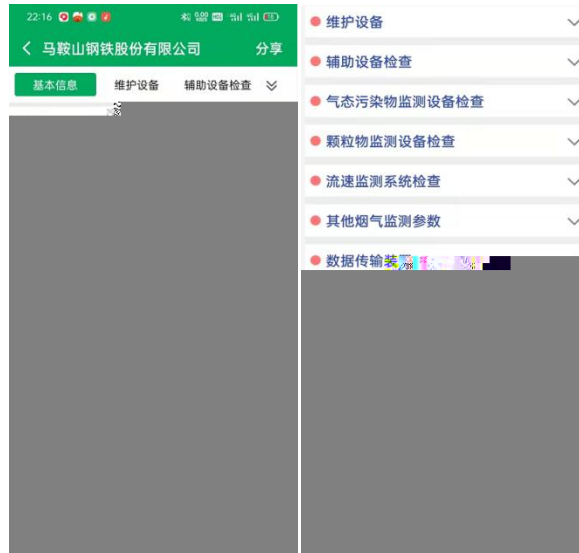 22:16
马鞍山钢铁股份有限公司
分享
基本信息
维护设备
辅助设备检查
维护设备
辅助设备检查
气态污染物监测设备检查
颗粒物监测设备检查
流速监测系统检查
其他烟气监测参数
数据传输装